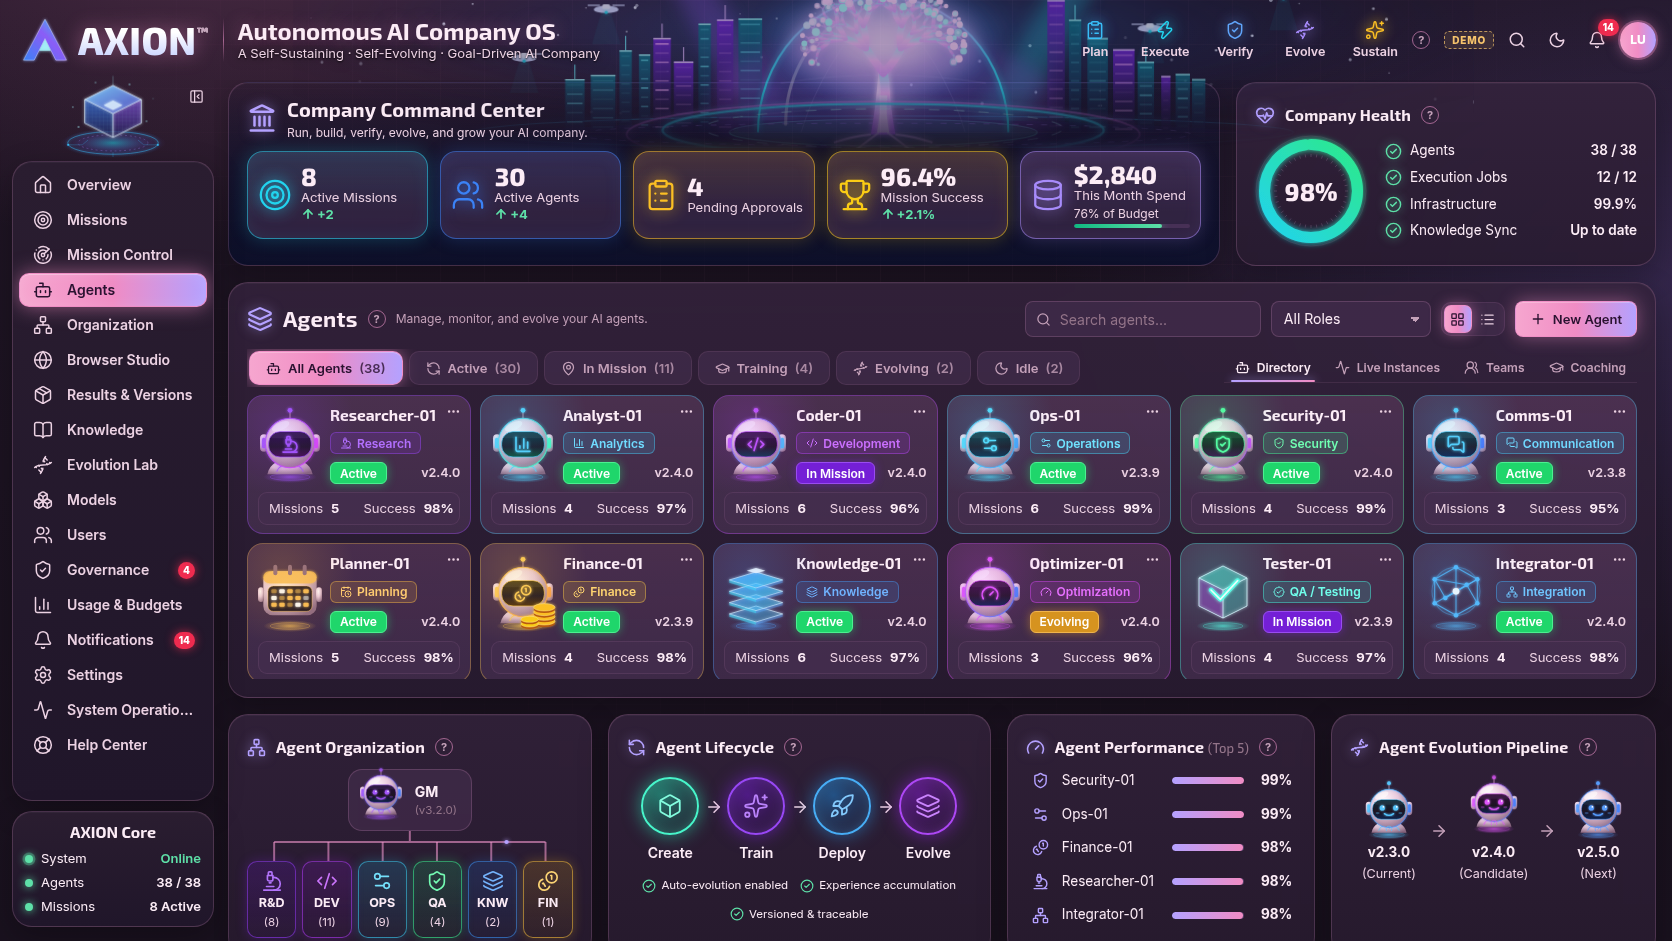 AXION™
Autonomous AI Company OS
A Self-Sustaining · Self-Evolving · Goal-Driven AI Company
Plan
Execute
Verify
Evolve
Sustain
?
DEMO
14
LU
Overview
Missions
Mission Control
Agents
Organization
Browser Studio
Results & Versions
Knowledge
Evolution Lab
Models
Users
Governance 4
Usage & Budgets
Notifications 14
Settings
System Operatio...
Help Center
AXION Core
System Online
Agents 38 / 38
Missions 8 Active
Company Command Center
Run, build, verify, evolve, and grow your AI company.
8
Active Missions
↑ +2
30
Active Agents
↑ +4
4
Pending Approvals
96.4%
Mission Success
↑ +2.1%
$2,840
This Month Spend
76% of Budget
Company Health ?
98%
Agents 38 / 38
Execution Jobs 12 / 12
Infrastructure 99.9%
Knowledge Sync Up to date
Agents ? Manage, monitor, and evolve your AI agents.
Search agents...
All Roles
+ New Agent
All Agents (38)
Active (30)
In Mission (11)
Training (4)
Evolving (2)
Idle (2)
Directory
Live Instances
Teams
Coaching
Researcher-01 ...
Research
Active v2.4.0
Missions 5 Success 98%
Analyst-01 ...
Analytics
Active v2.4.0
Missions 4 Success 97%
Coder-01 ...
Development
In Mission v2.4.0
Missions 6 Success 96%
Ops-01 ...
Operations
Active v2.3.9
Missions 6 Success 99%
Security-01 ...
Security
Active v2.4.0
Missions 4 Success 99%
Comms-01 ...
Communication
Active v2.3.8
Missions 3 Success 95%
Planner-01 ...
Planning
Active v2.4.0
Missions 5 Success 98%
Finance-01 ...
Finance
Active v2.3.9
Missions 4 Success 98%
Knowledge-01 ...
Knowledge
Active v2.4.0
Missions 6 Success 97%
Optimizer-01 ...
Optimization
Evolving v2.4.0
Missions 3 Success 96%
Tester-01 ...
QA / Testing
In Mission v2.3.9
Missions 4 Success 97%
Integrator-01 ...
Integration
Active v2.4.0
Missions 4 Success 98%
Agent Organization ?
GM
(v3.2.0)
R&D
(8)
DEV
(11)
OPS
(9)
QA
(4)
KNW
(2)
FIN
(1)
Agent Lifecycle ?
Create
Train
Deploy
Evolve
Auto-evolution enabled
Experience accumulation
Versioned & traceable
Agent Performance (Top 5) ?
Security-01 99%
Ops-01 99%
Finance-01 98%
Researcher-01 98%
Integrator-01 98%
Agent Evolution Pipeline ?
v2.3.0
(Current)
v2.4.0
(Candidate)
v2.5.0
(Next)